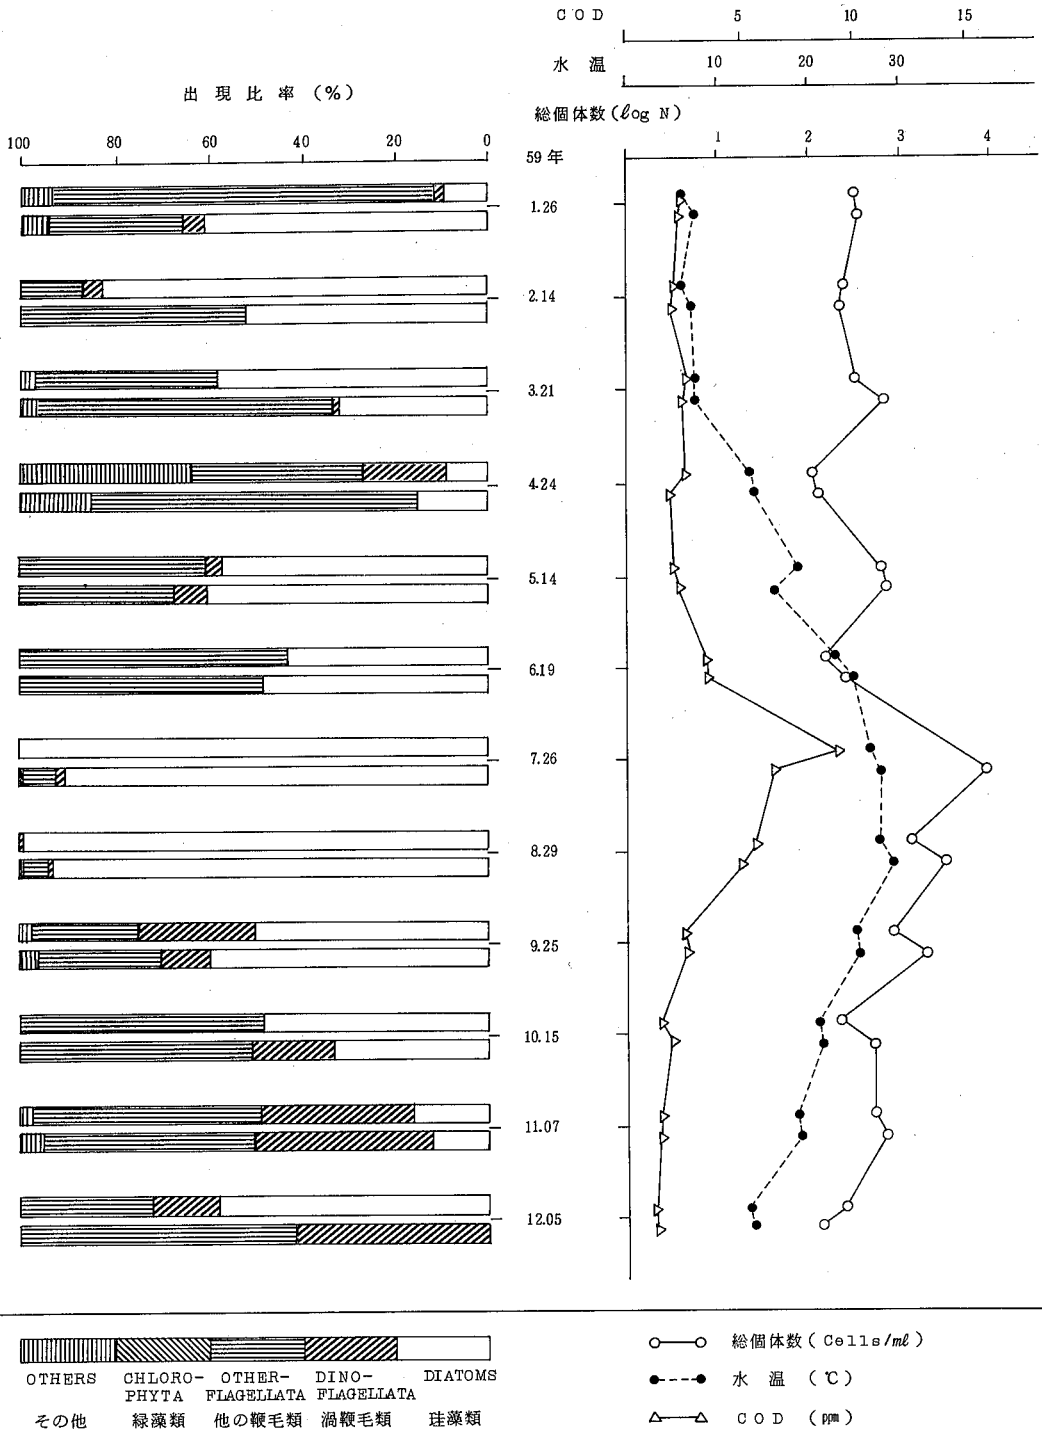 COD 5 10 15
水 温 10 20 30
出 現 比 率 (%)
総個体数(ℓog N) 1 2 3 4
100 80 60 40 20 0
59 年
1.26
2.14
3.21
4.24
5.14
6.19
7.26
8.29
9.25
10.15
11.07
12.05
OTHERS CHLORO- OTHER- DINO- DIATOMS
PHYTA FLAGELLATA FLAGELLATA
その他 緑藻類 他の鞭毛類 渦鞭毛類 珪藻類
総個体数 (Cells/mℓ)
水 温 (℃)
COD (ppm)